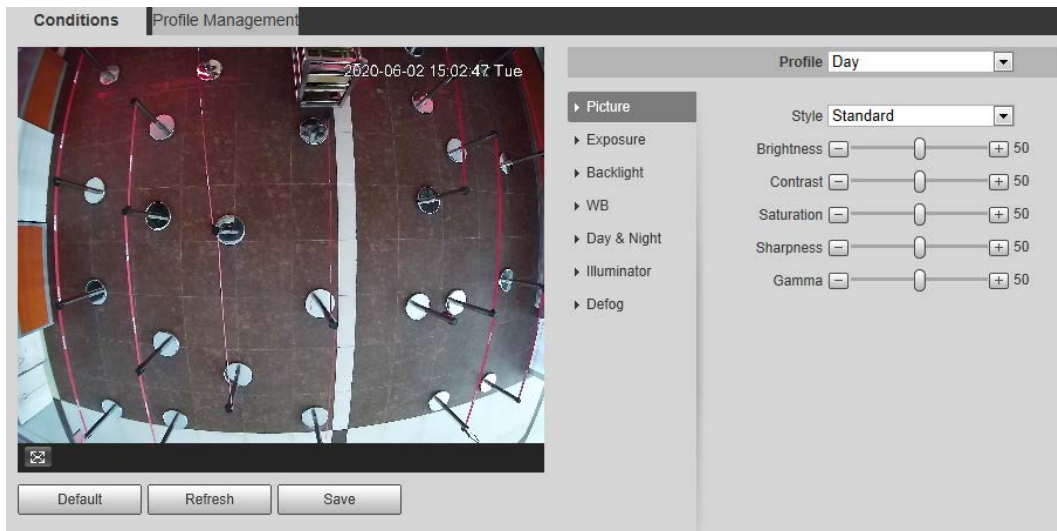 Conditions
Profile Management
2020-06-02 15:02:47 Tue
Profile Day
Picture
Exposure
Backlight
WB
Day & Night
Illuminator
Defog
Style Standard
Brightness 50
Contrast 50
Saturation 50
Sharpness 50
Gamma 50
Default Refresh Save